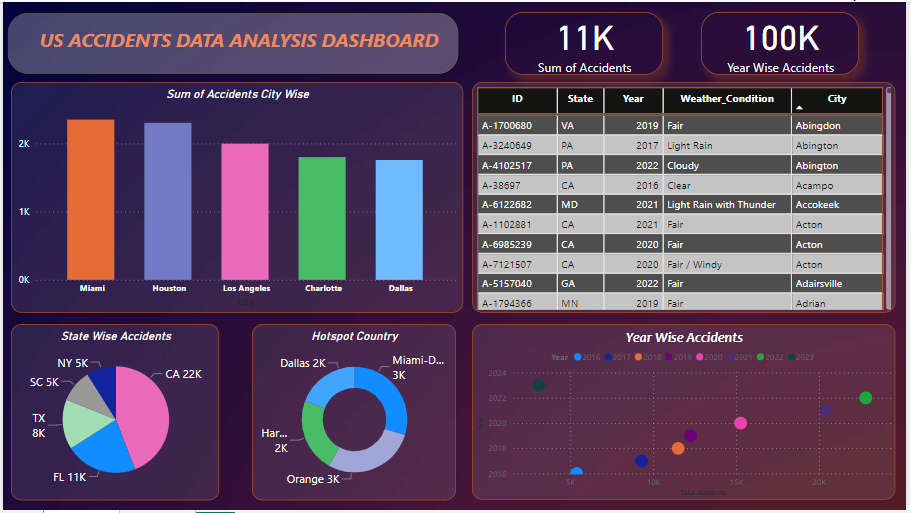 US ACCIDENTS DATA ANALYSIS DASHBOARD
11K
Sum of Accidents
100K
Year Wise Accidents
Sum of Accidents City Wise
2K
1K
0K
Miami Houston Los Angeles Charlotte Dallas
City
ID State Year Weather_Condition City
A-1700680 VA 2019 Fair Abingdon
A-3240649 PA 2017 Light Rain Abington
A-4102517 PA 2022 Cloudy Abington
A-38697 CA 2016 Clear Acampo
A-6122682 MD 2021 Light Rain with Thunder Accokeek
A-1102881 CA 2021 Fair Acton
A-6985239 CA 2020 Fair Acton
A-7121507 CA 2020 Fair / Windy Acton
A-5157040 GA 2022 Fair Adairsville
A-1794366 MN 2019 Fair Adrian
State Wise Accidents
NY 5K
CA 22K
SC 5K
TX
8K
FL 11K
Hotspot Country
Dallas 2K
Miami-D...
3K
Har...
2K
Orange 3K
Year Wise Accidents
Year 2016 2017 2018 2019 2020 2021 2022 2023
2024
2022
2020
2018
2016
Year
5K 10K 15K 20K
Total Accidents